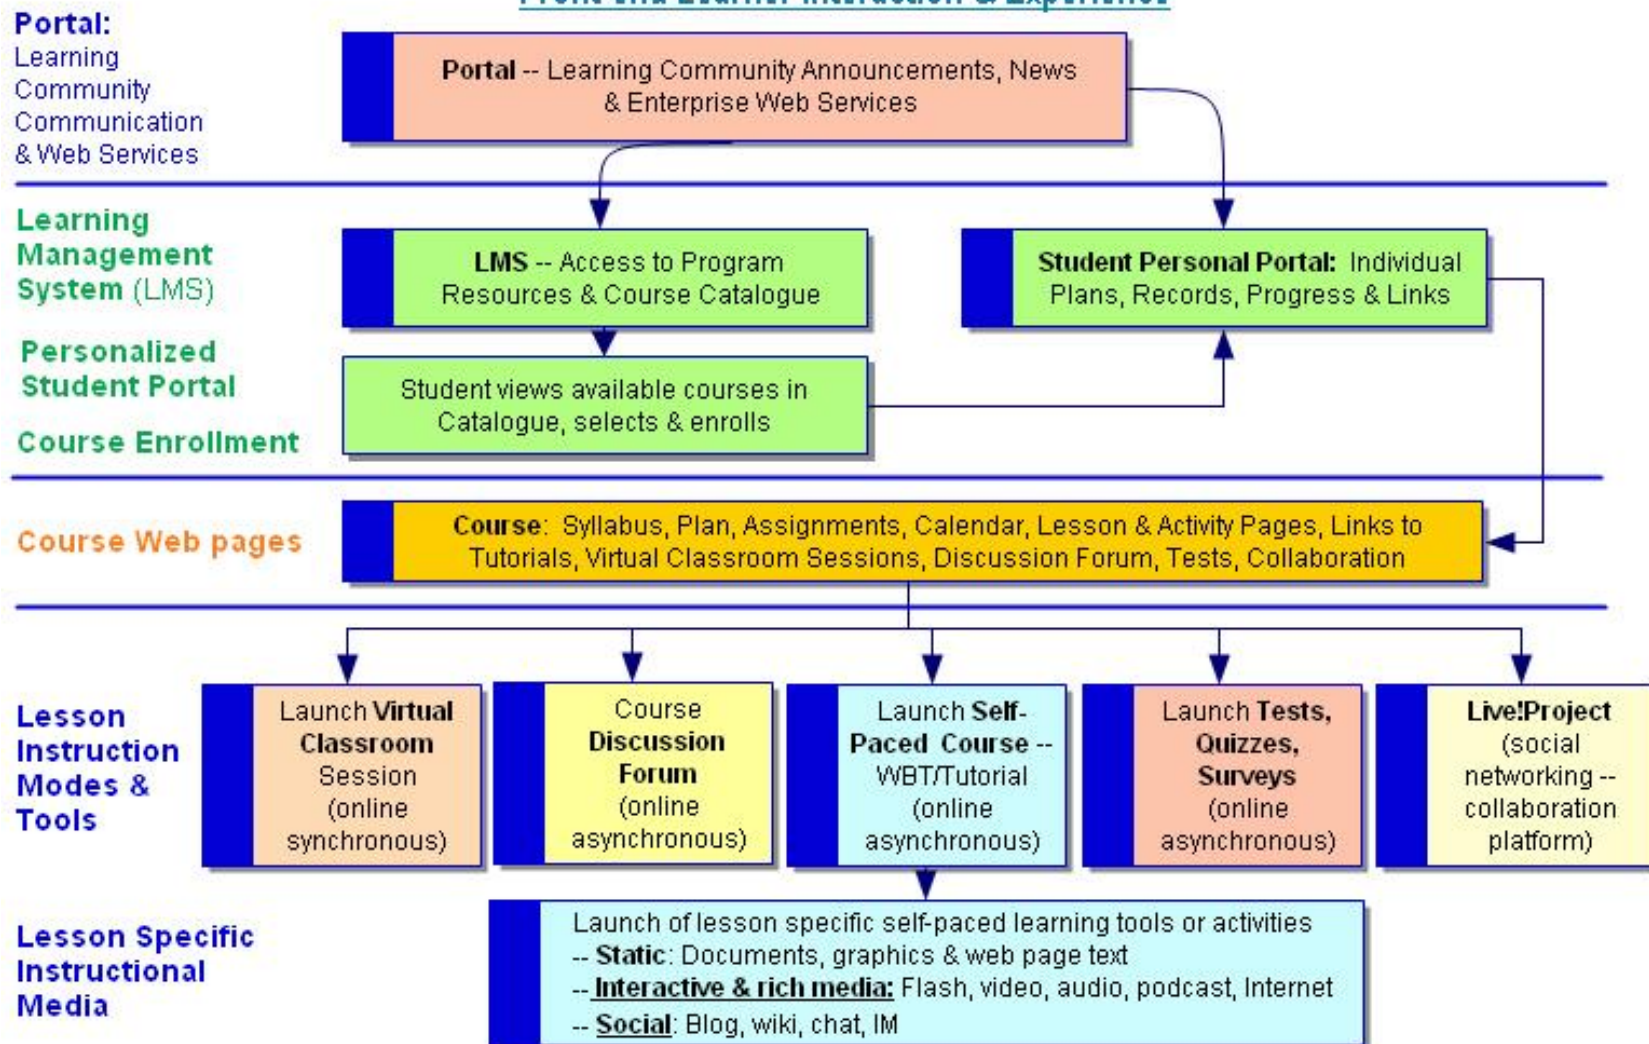 Front-end Learner Interaction & Experience
Portal:
Learning
Community
Communication
& Web Services
Portal -- Learning Community Announcements, News
& Enterprise Web Services
Learning
Management
System (LMS)
LMS -- Access to Program
Resources & Course Catalogue
Student Personal Portal: Individual
Plans, Records, Progress & Links
Personalized
Student Portal
Course Enrollment
Student views available courses in
Catalogue, selects & enrolls
Course Web pages
Course: Syllabus, Plan, Assignments, Calendar, Lesson & Activity Pages, Links to
Tutorials, Virtual Classroom Sessions, Discussion Forum, Tests, Collaboration
Lesson
Instruction
Modes &
Tools
Launch Virtual
Classroom
Session
(online
synchronous)
Course
Discussion
Forum
(online
asynchronous)
Launch Self-
Paced Course --
WBT/Tutorial
(online
asynchronous)
Launch Tests,
Quizzes,
Surveys
(online
asynchronous)
Live!Project
(social
networking --
collaboration
platform)
Lesson Specific
Instructional
Media
Launch of lesson specific self-paced learning tools or activities
-- Static: Documents, graphics & web page text
-- Interactive & rich media: Flash, video, audio, podcast, Internet
-- Social: Blog, wiki, chat, IM